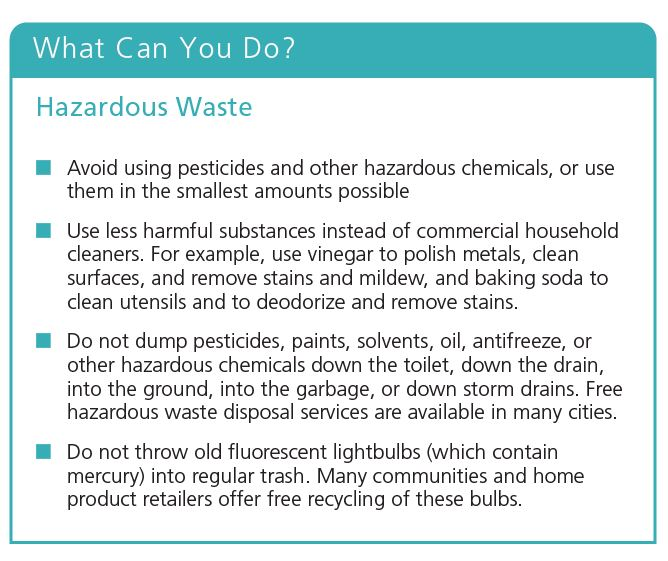 What Can You Do?
Hazardous Waste
Avoid using pesticides and other hazardous chemicals, or use
them in the smallest amounts possible
Use less harmful substances instead of commercial household
cleaners. For example, use vinegar to polish metals, clean
surfaces, and remove stains and mildew, and baking soda to
clean utensils and to deodorize and remove stains.
Do not dump pesticides, paints, solvents, oil, antifreeze, or
other hazardous chemicals down the toilet, down the drain,
into the ground, into the garbage, or down storm drains. Free
hazardous waste disposal services are available in many cities.
Do not throw old fluorescent lightbulbs (which contain
mercury) into regular trash. Many communities and home
product retailers offer free recycling of these bulbs.